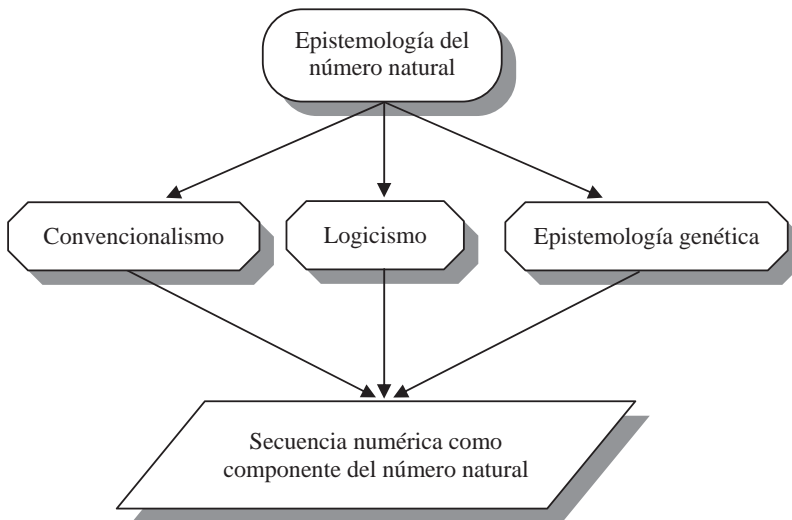 Epistemología del
número natural
Convencionalismo
Logicismo
Epistemología genética
Secuencia numérica como
componente del número natural